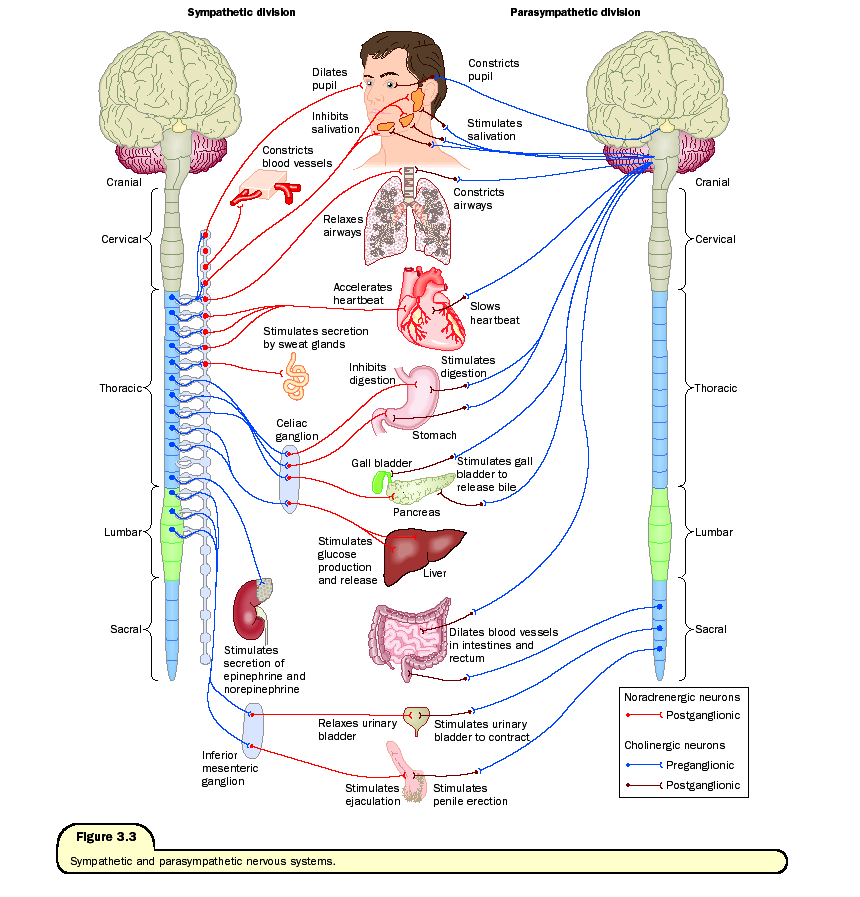 Sympathetic division
Parasympathetic division
Dilates
pupil
Constricts
pupil
Inhibits
salivation
Stimulates
salivation
Constricts
blood vessels
Cranial
Cranial
Constricts
airways
Relaxes
airways
Cervical
Cervical
Accelerates
heartbeat
Slows
heartbeat
Stimulates secretion
by sweat glands
Inhibits
digestion
Stimulates
digestion
Thoracic
Thoracic
Celiac
ganglion
Stomach
Gall bladder
Stimulates gall
bladder to
release bile
Pancreas
Lumbar
Lumbar
Stimulates
glucose
production
and release
Liver
Sacral
Sacral
Stimulates
secretion of
epinephrine and
norepinephrine
Dilates blood vessels
in intestines and
rectum
Relaxes urinary
bladder
Stimulates urinary
bladder to contract
Inferior
mesenteric
ganglion
Stimulates
ejaculation
Stimulates
penile erection
Noradrenergic neurons
Postganglionic
Cholinergic neurons
Preganglionic
Postganglionic
Figure 3.3
Sympathetic and parasympathetic nervous systems.